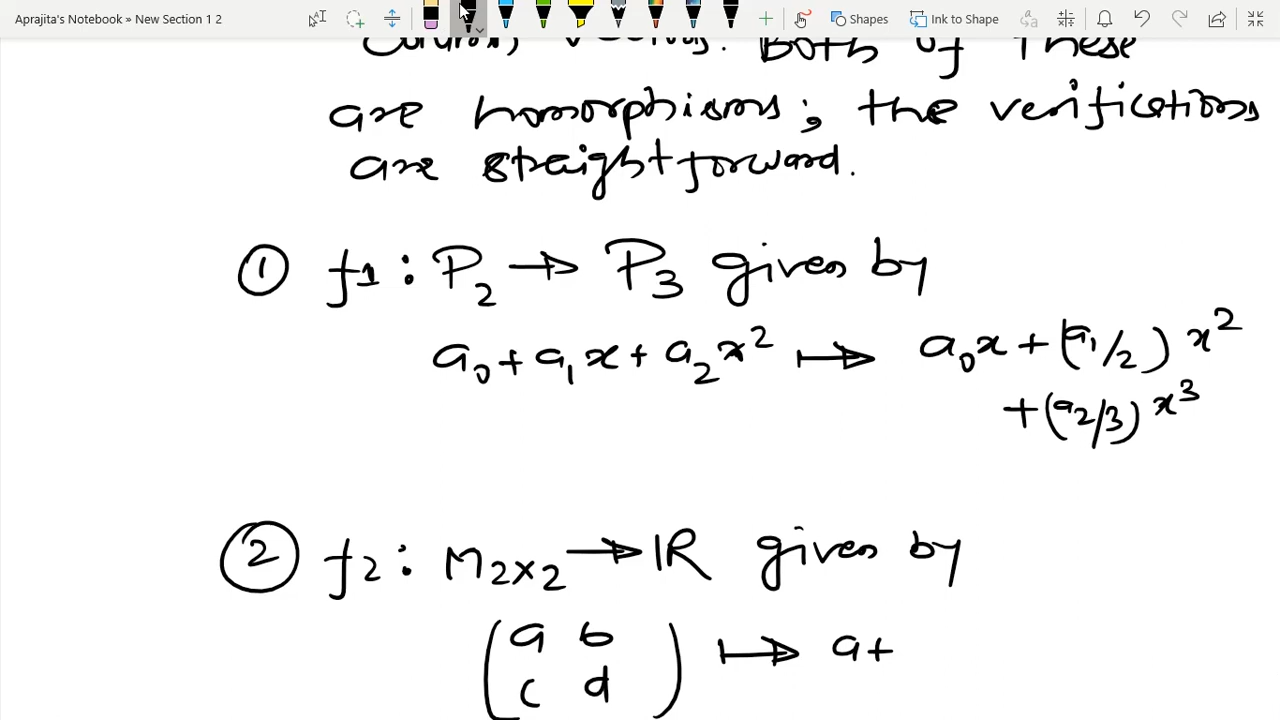 Aprajita's Notebook » New Section 1 2
Shapes
Ink to Shape
Both of these
are homorphisms; the verifications
are straightforward.
① f1 : P₂ → P₃ given by
a₀ + a₁x + a₂x² ↦ a₀x + (a₁/2) x²
+ (a₂/3) x³
② f₂ : M₂ₓ₂ → ℝ given by
(a b
c d) ↦ a+